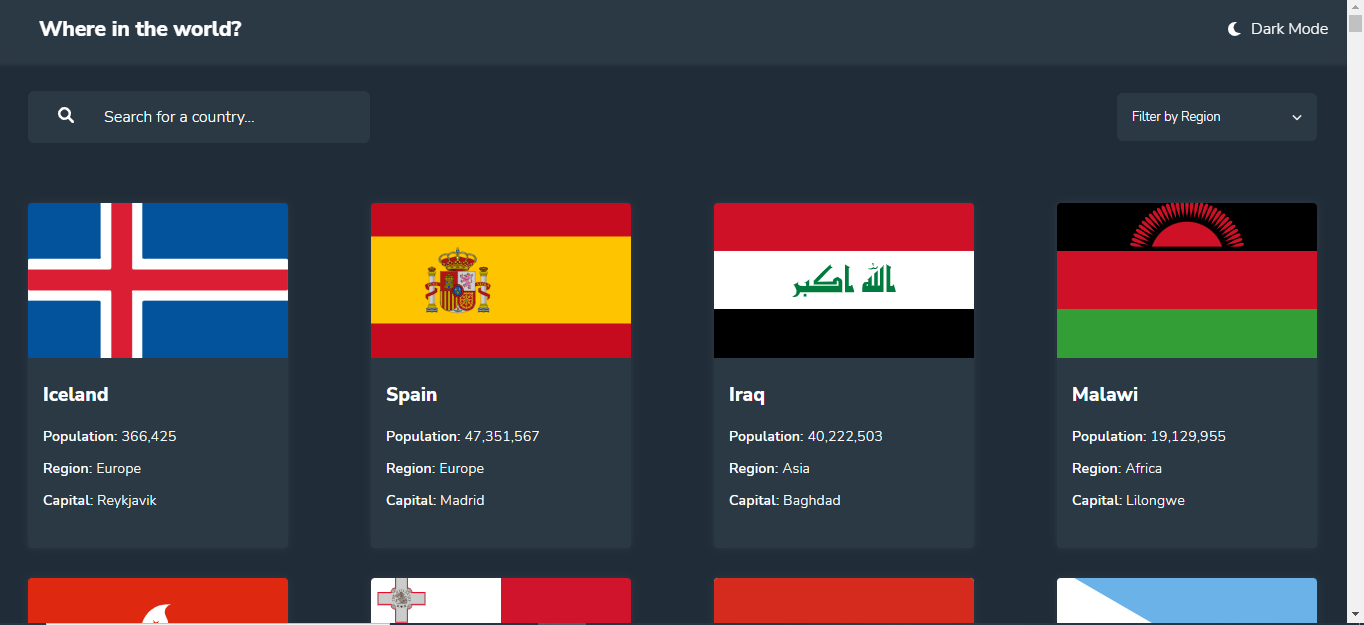 Where in the world?
Dark Mode
Search for a country...
Filter by Region
الله اكبر
Iceland
Population: 366,425
Region: Europe
Capital: Reykjavik
Spain
Population: 47,351,567
Region: Europe
Capital: Madrid
Iraq
Population: 40,222,503
Region: Asia
Capital: Baghdad
Malawi
Population: 19,129,955
Region: Africa
Capital: Lilongwe